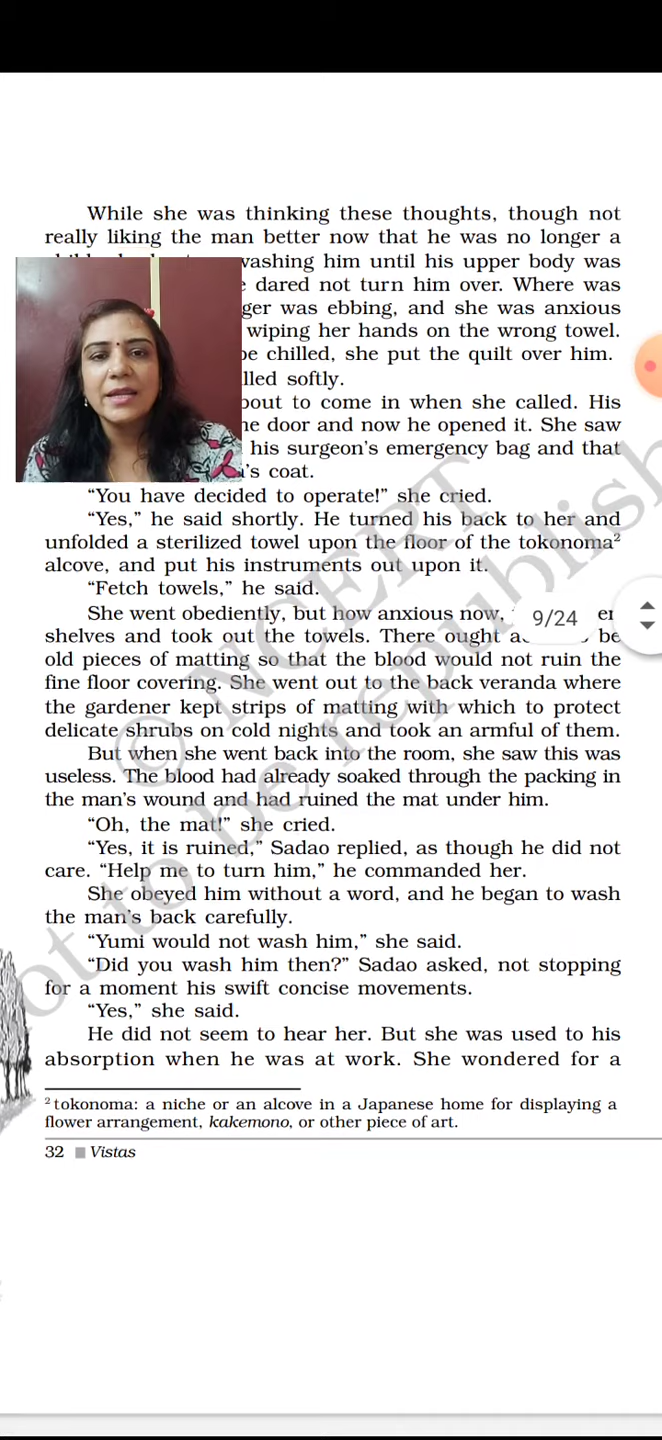 While she was thinking these thoughts, though not
really liking the man better now that he was no longer a
washing him until his upper body was
dared not turn him over. Where was
ger was ebbing, and she was anxious
wiping her hands on the wrong towel.
be chilled, she put the quilt over him.
lled softly.
bout to come in when she called. His
he door and now he opened it. She saw
his surgeon's emergency bag and that
's coat.
“You have decided to operate!” she cried.
“Yes,” he said shortly. He turned his back to her and
unfolded a sterilized towel upon the floor of the tokonoma²
alcove, and put his instruments out upon it.
“Fetch towels,” he said.
She went obediently, but how anxious now, en
shelves and took out the towels. There ought be
old pieces of matting so that the blood would not ruin the
fine floor covering. She went out to the back veranda where
the gardener kept strips of matting with which to protect
delicate shrubs on cold nights and took an armful of them.
But when she went back into the room, she saw this was
useless. The blood had already soaked through the packing in
the man's wound and had ruined the mat under him.
“Oh, the mat!” she cried.
“Yes, it is ruined,” Sadao replied, as though he did not
care. “Help me to turn him,” he commanded her.
She obeyed him without a word, and he began to wash
the man's back carefully.
“Yumi would not wash him,” she said.
“Did you wash him then?” Sadao asked, not stopping
for a moment his swift concise movements.
“Yes,” she said.
He did not seem to hear her. But she was used to his
absorption when he was at work. She wondered for a
² tokonoma: a niche or an alcove in a Japanese home for displaying a
flower arrangement, kakemono, or other piece of art.
32 ■ Vistas
9/24
© NCERT
not to be republish